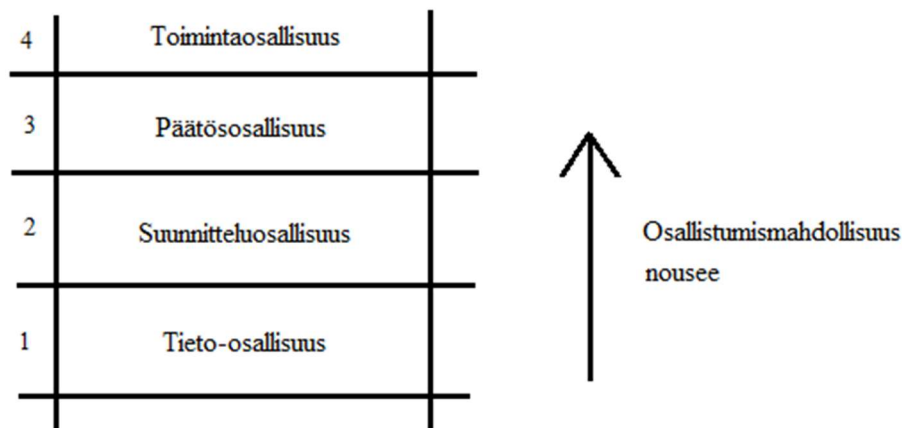 4 Toimintaosallisuus
3 Päätösosallisuus
2 Suunnitteluosallisuus
Osallistumismahdollisuus
nousee
1 Tieto-osallisuus